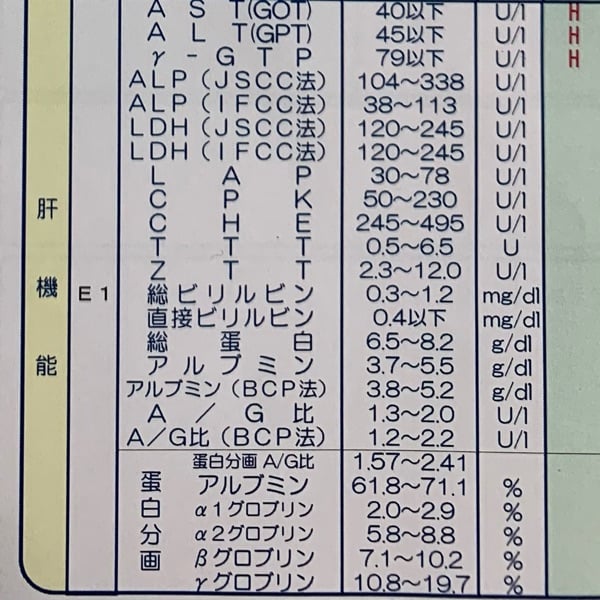 AST(GOT) 40以下 U/l H
ALT(GPT) 45以下 U/l H
γ-GTP 79以下 U/l H
ALP(JSCC法) 104～338 U/l
ALP(IFCC法) 38～113 U/l
LDH(JSCC法) 120～245 U/l
LDH(IFCC法) 120～245 U/l
LAP 30～78 U/l
CPK 50～230 U/l
CHE 245～495 U/l
TTT 0.5～6.5 U
ZTT 2.3～12.0 U/l
肝機能 E1
総ビリルビン 0.3～1.2 mg/dl
直接ビリルビン 0.4以下 mg/dl
総蛋白 6.5～8.2 g/dl
アルブミン 3.7～5.5 g/dl
アルブミン(BCP法) 3.8～5.2 g/dl
A/G比 1.3～2.0 U/l
A/G比(BCP法) 1.2～2.2 U/l
蛋白分画
蛋白分画 A/G比 1.57～2.41
アルブミン 61.8～71.1 %
α1グロブリン 2.0～2.9 %
α2グロブリン 5.8～8.8 %
βグロブリン 7.1～10.2 %
γグロブリン 10.8～19.7 %